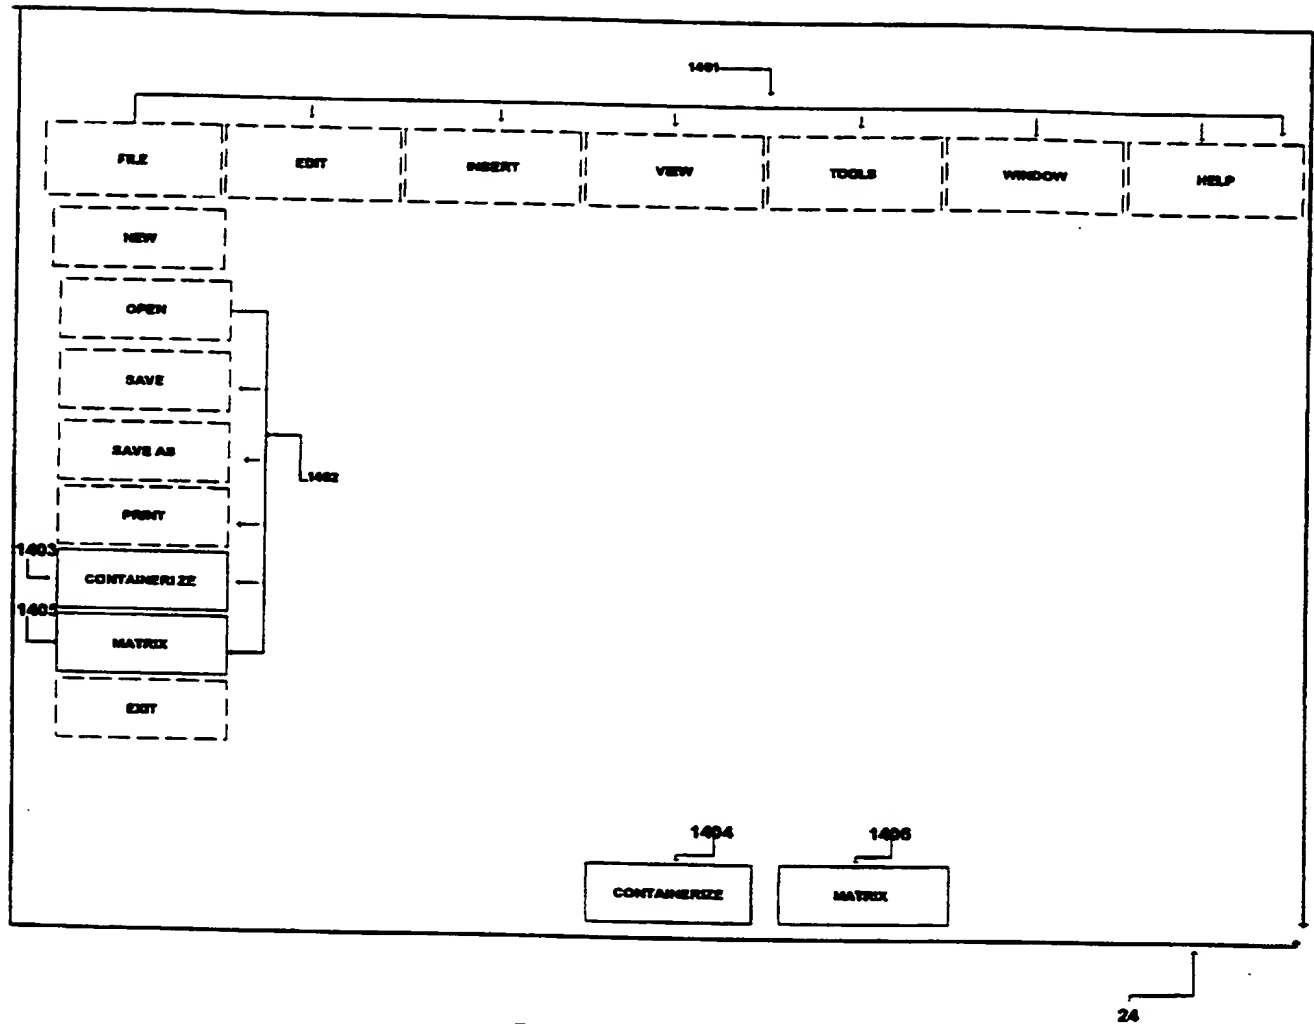 1401
FILE EDIT INSERT VIEW TOOLS WINDOW HELP
NEW
OPEN
SAVE
SAVE AS
1402
PRINT
1403
CONTAINERIZE
1405
MATRIX
EXIT
1404 1406
CONTAINERIZE MATRIX
24